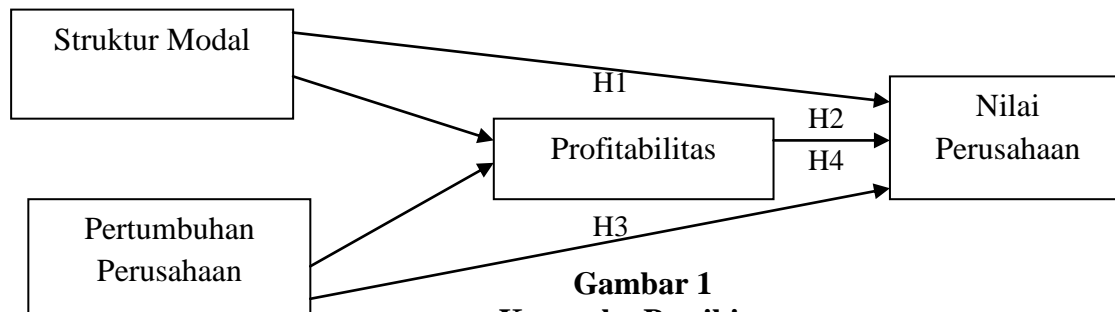 Struktur Modal
H1
Nilai
Perusahaan
H2
Profitabilitas
H4
Pertumbuhan
Perusahaan
H3
Gambar 1